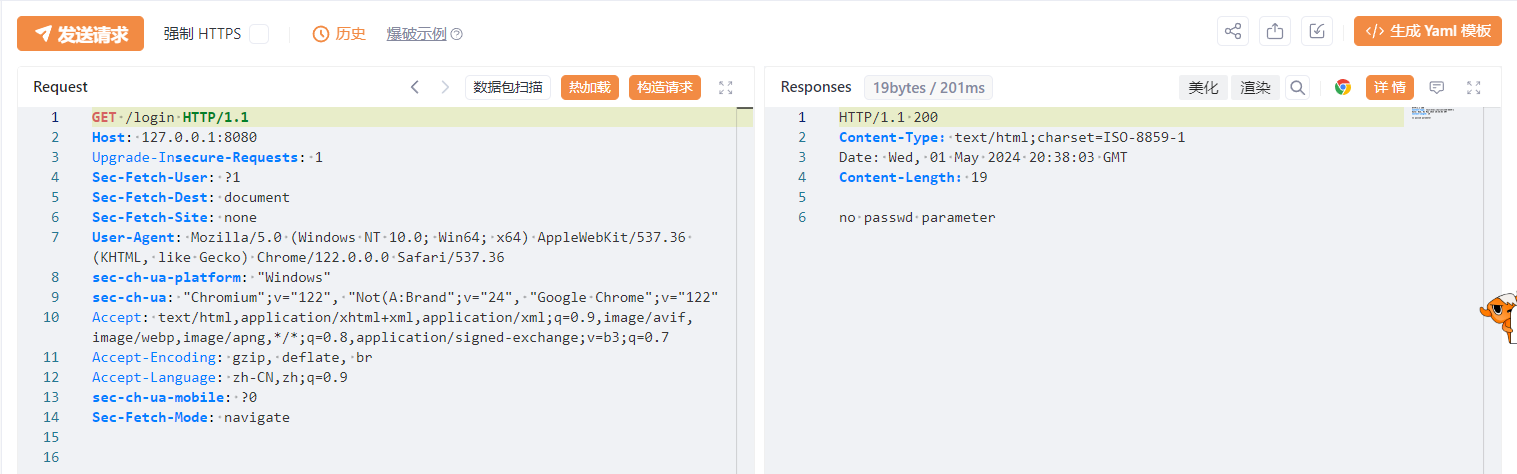 发送请求 强制 HTTPS 历史 爆破示例 生成 Yaml 模板
Request 数据包扫描 热加载 构造请求
1 GET /login HTTP/1.1
2 Host: 127.0.0.1:8080
3 Upgrade-Insecure-Requests: 1
4 Sec-Fetch-User: ?1
5 Sec-Fetch-Dest: document
6 Sec-Fetch-Site: none
7 User-Agent: Mozilla/5.0 (Windows NT 10.0; Win64; x64) AppleWebKit/537.36
(KHTML, like Gecko) Chrome/122.0.0.0 Safari/537.36
8 sec-ch-ua-platform: "Windows"
9 sec-ch-ua: "Chromium";v="122", "Not(A:Brand";v="24", "Google Chrome";v="122"
10 Accept: text/html,application/xhtml+xml,application/xml;q=0.9,image/avif,
image/webp,image/apng,*/*;q=0.8,application/signed-exchange;v=b3;q=0.7
11 Accept-Encoding: gzip, deflate, br
12 Accept-Language: zh-CN,zh;q=0.9
13 sec-ch-ua-mobile: ?0
14 Sec-Fetch-Mode: navigate
15
16
Responses 19bytes / 201ms 美化 渲染 详情
1 HTTP/1.1 200
2 Content-Type: text/html;charset=ISO-8859-1
3 Date: Wed, 01 May 2024 20:38:03 GMT
4 Content-Length: 19
5
6 no passwd parameter